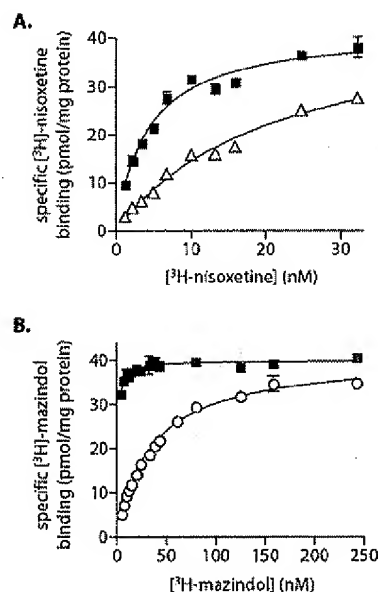 A.
specific [³H]-nisoxetine
binding (pmol/mg protein)
40
30
20
10
0
0
10
20
30
[³H-nisoxetine] (nM)
B.
specific [³H]-mazindol
binding (pmol/mg protein)
40
30
20
10
0
0
50
100
150
200
250
[³H-mazindol] (nM)